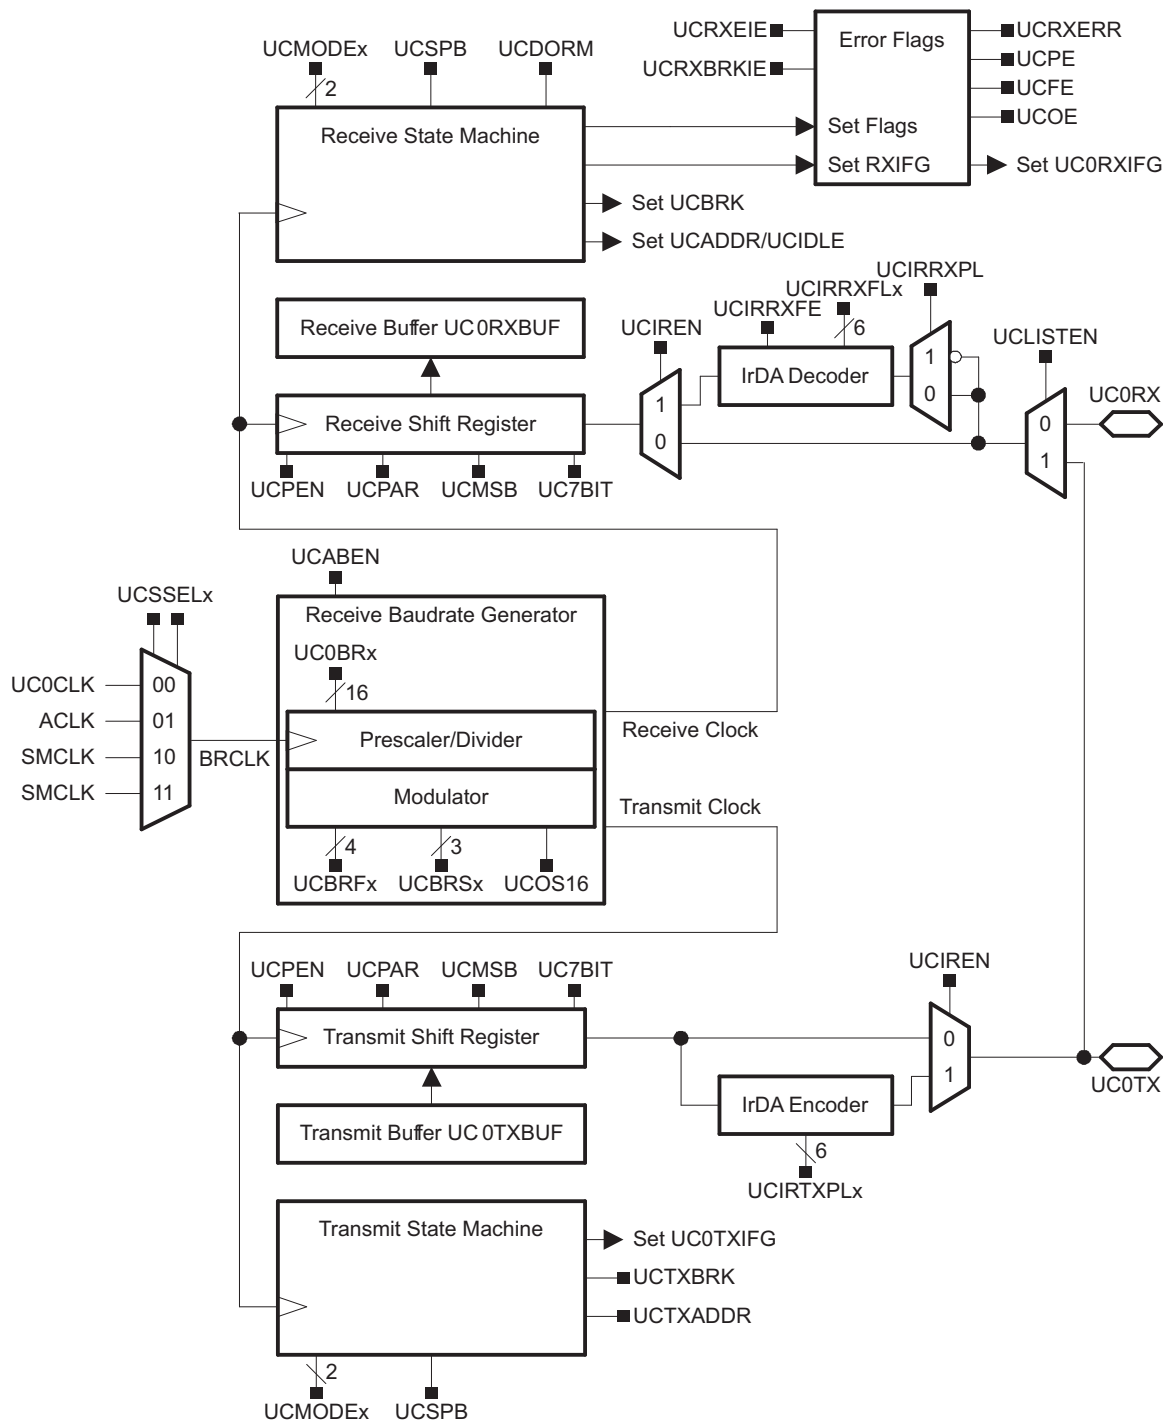 UCMODEx
UCSPB
UCDORM
2
Receive State Machine
UCRXEIE
UCRXBRKIE
Error Flags
Set Flags
Set RXIFG
UCRXERR
UCPE
UCFE
UCOE
Set UC0RXIFG
Set UCBRK
Set UCADDR/UCIDLE
Receive Buffer UC0RXBUF
Receive Shift Register
UCPEN
UCPAR
UCMSB
UC7BIT
UCIREN
1
0
UCIRRXFE
UCIRRXFLx
6
IrDA Decoder
UCIRRXPL
1
0
UCLISTEN
0
1
UC0RX
UCABEN
Receive Baudrate Generator
UC0BRx
16
Prescaler/Divider
Modulator
4
3
UCBRFx
UCBRSx
UCOS16
UCSSELx
UC0CLK
ACLK
SMCLK
SMCLK
00
01
10
11
BRCLK
Receive Clock
Transmit Clock
UCPEN
UCPAR
UCMSB
UC7BIT
Transmit Shift Register
Transmit Buffer UC0TXBUF
UCIREN
0
1
IrDA Encoder
6
UCIRTXPLx
UC0TX
Transmit State Machine
Set UC0TXIFG
UCTXBRK
UCTXADDR
2
UCMODEx
UCSPB